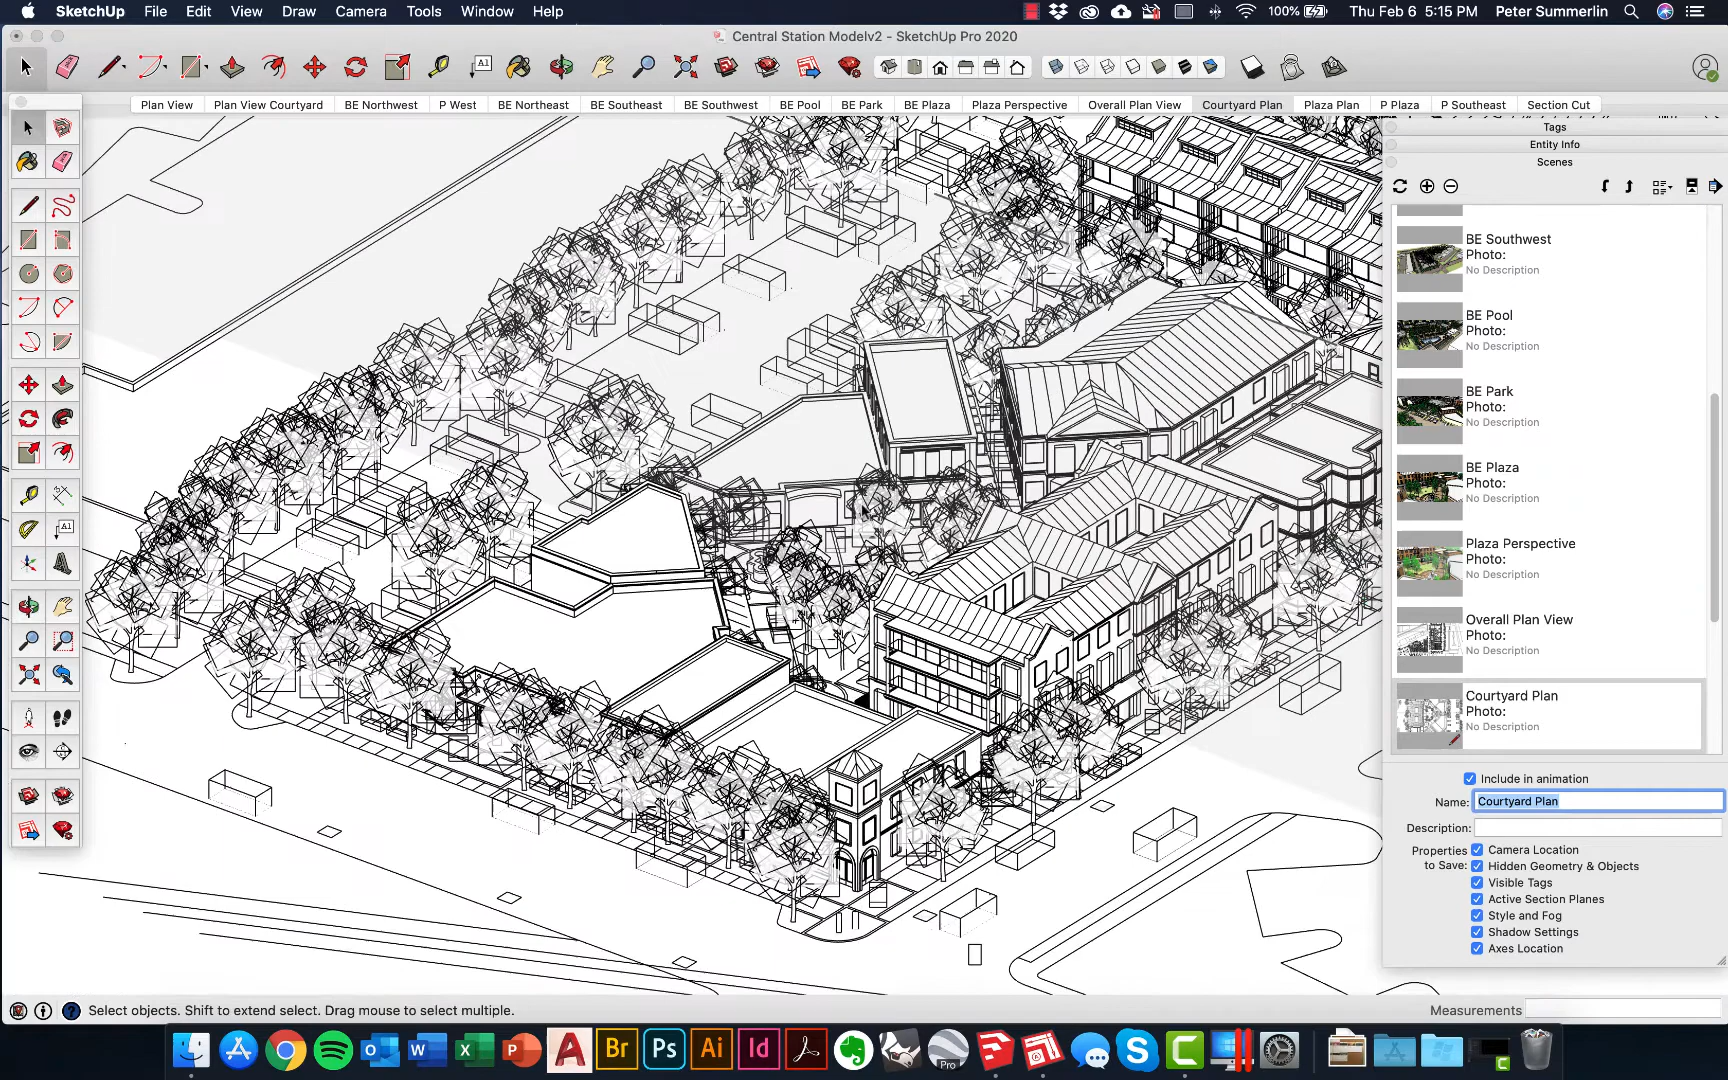 SketchUp File Edit View Draw Camera Tools Window Help 100% Thu Feb 6 5:15 PM Peter Summerlin
Central Station Modelv2 - SketchUp Pro 2020
A1
Plan View Plan View Courtyard BE Northwest P West BE Northeast BE Southeast BE Southwest BE Pool BE Park BE Plaza Plaza Perspective Overall Plan View Courtyard Plan Plaza Plan P Plaza P Southeast Section Cut
Tags
Entity Info
Scenes
BE Southwest
Photo:
No Description
BE Pool
Photo:
No Description
BE Park
Photo:
No Description
BE Plaza
Photo:
No Description
Plaza Perspective
Photo:
No Description
Overall Plan View
Photo:
No Description
Courtyard Plan
Photo:
No Description
A1
Include in animation
Name: Courtyard Plan
Description:
Properties to Save:
Camera Location
Hidden Geometry & Objects
Visible Tags
Active Section Planes
Style and Fog
Shadow Settings
Axes Location
Select objects. Shift to extend select. Drag mouse to select multiple. Measurements
Br Ps Ai Id Pro